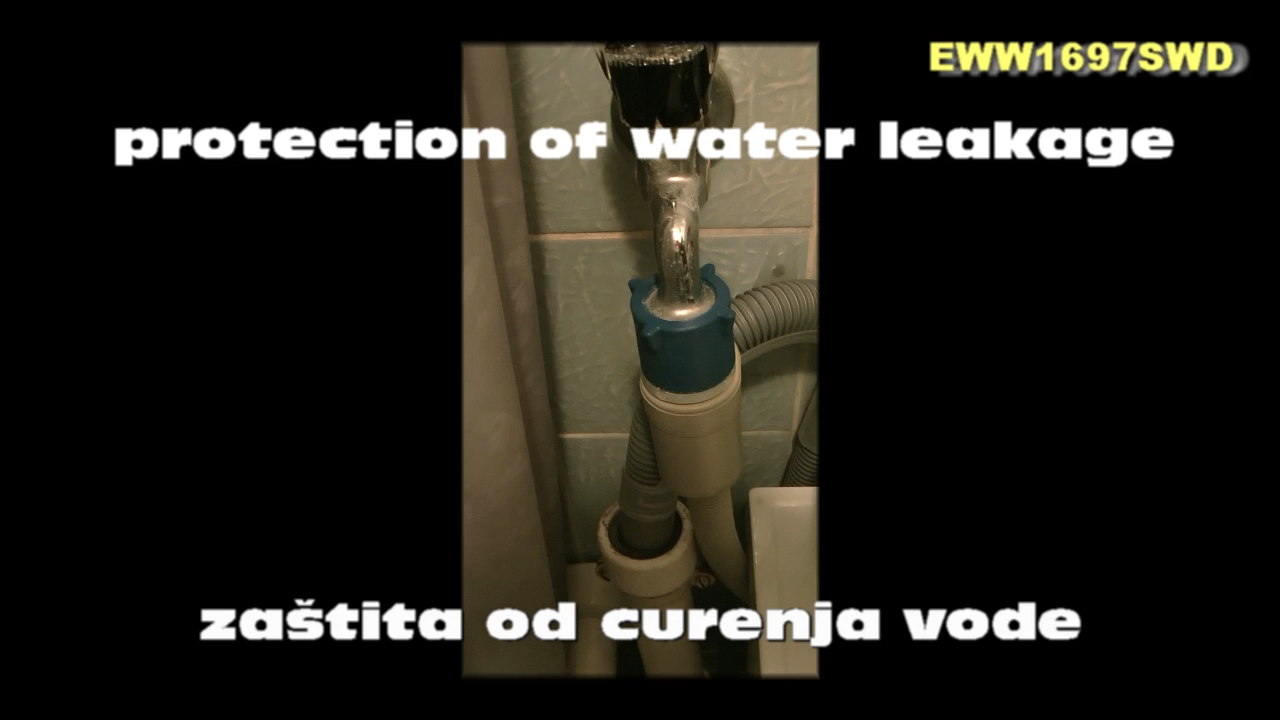 EWW1697SWD
protection of water leakage
zaštita od curenja vode